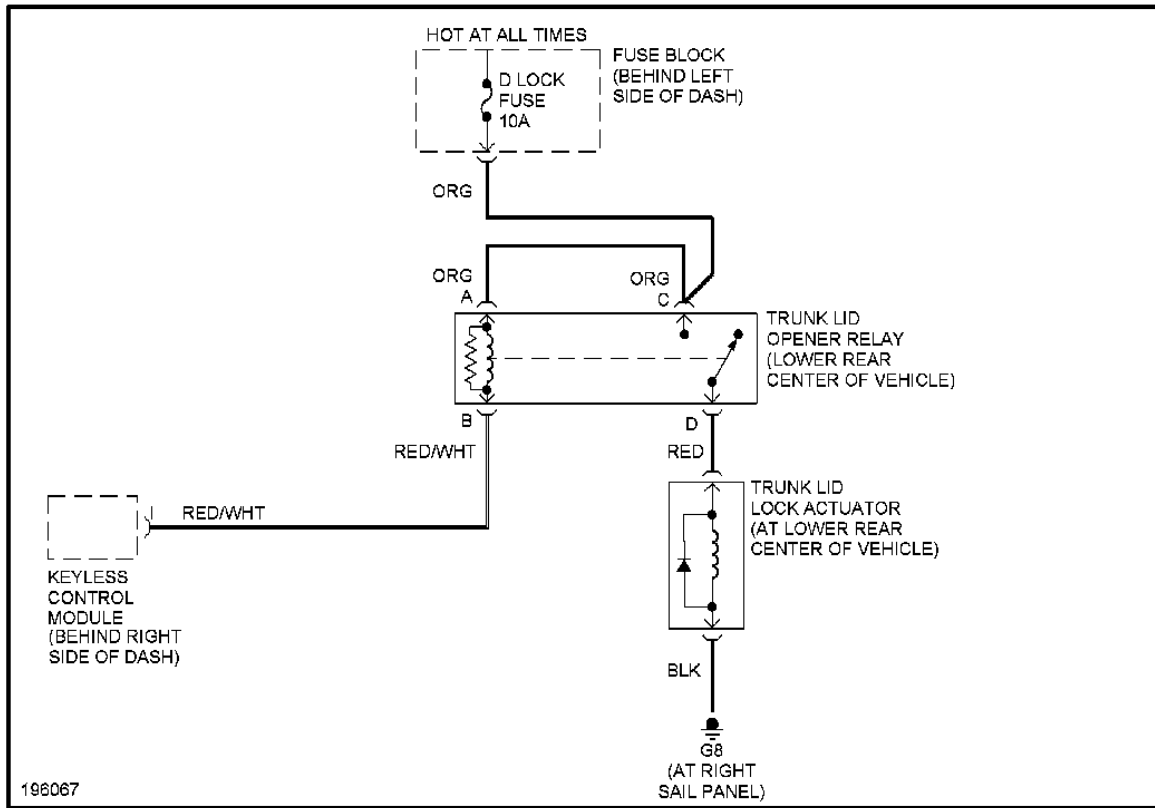 HOT AT ALL TIMES
D LOCK
FUSE
10A
FUSE BLOCK
(BEHIND LEFT
SIDE OF DASH)
ORG
ORG
A
ORG
C
TRUNK LID
OPENER RELAY
(LOWER REAR
CENTER OF VEHICLE)
B
D
RED/WHT
RED
RED/WHT
TRUNK LID
LOCK ACTUATOR
(AT LOWER REAR
CENTER OF VEHICLE)
KEYLESS
CONTROL
MODULE
(BEHIND RIGHT
SIDE OF DASH)
BLK
G8
(AT RIGHT
SAIL PANEL)
196067